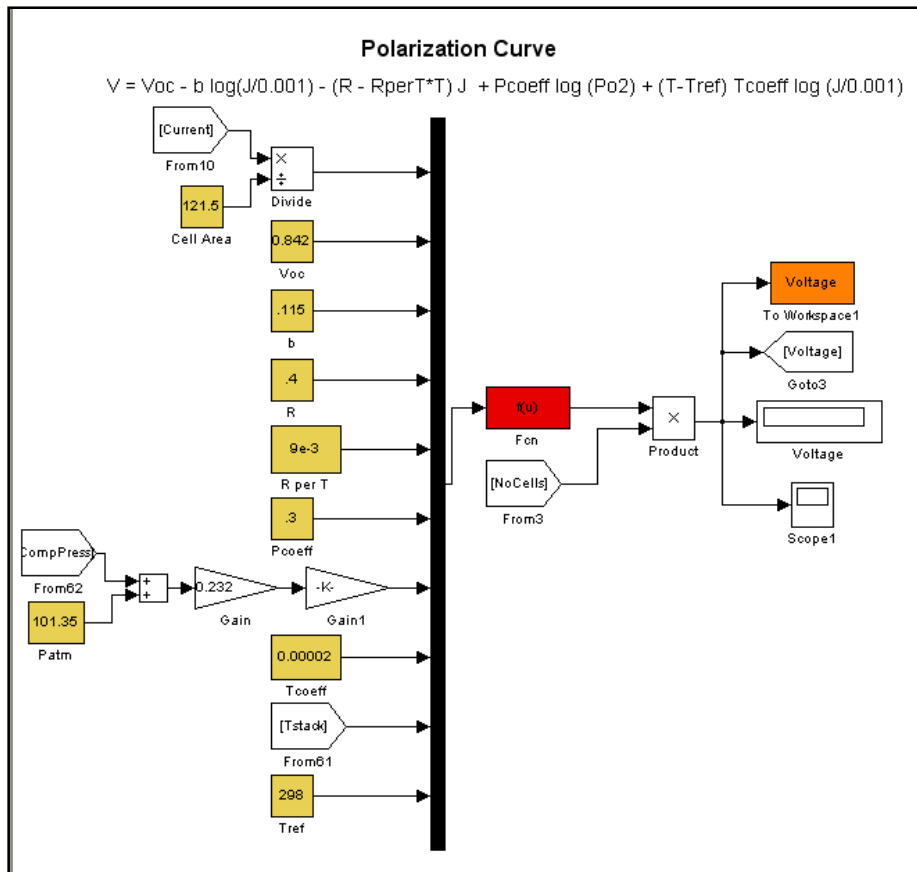 Polarization Curve
V = Voc - b log(J/0.001) - (R - RperT*T) J + Pcoeff log (Po2) + (T-Tref) Tcoeff log (J/0.001)
[Current]
From10
×
÷
Divide
121.5
Cell Area
0.842
Voc
.115
b
.4
R
9e-3
R per T
.3
Pcoeff
CompPress
From62
+
+
101.35
Patm
0.232
Gain
-K-
Gain1
0.00002
Tcoeff
[Tstack]
From61
298
Tref
f(u)
Fcn
[NoCells]
From3
×
Product
Voltage
To Workspace1
[Voltage]
Goto3
Voltage
Scope1